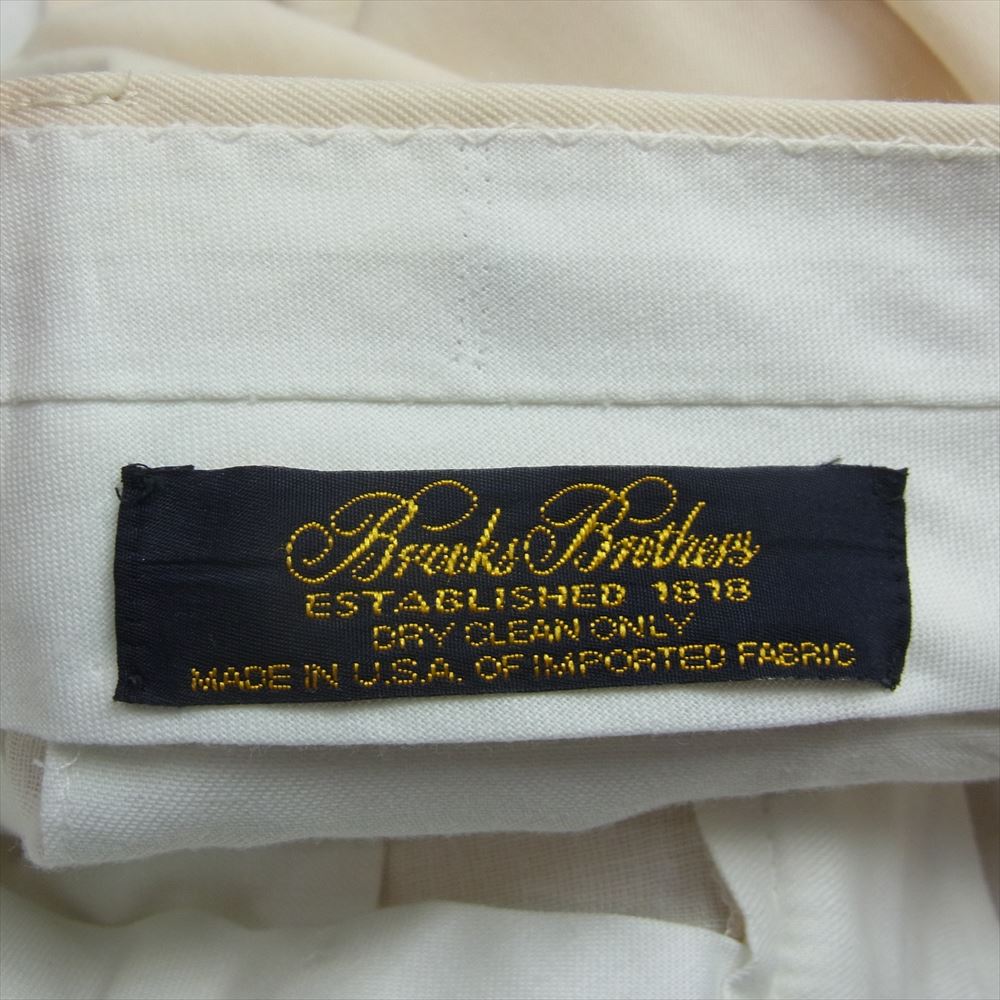 Brooks Brothers
ESTABLISHED 1818
DRY CLEAN ONLY
MADE IN U.S.A. OF IMPORTED FABRIC